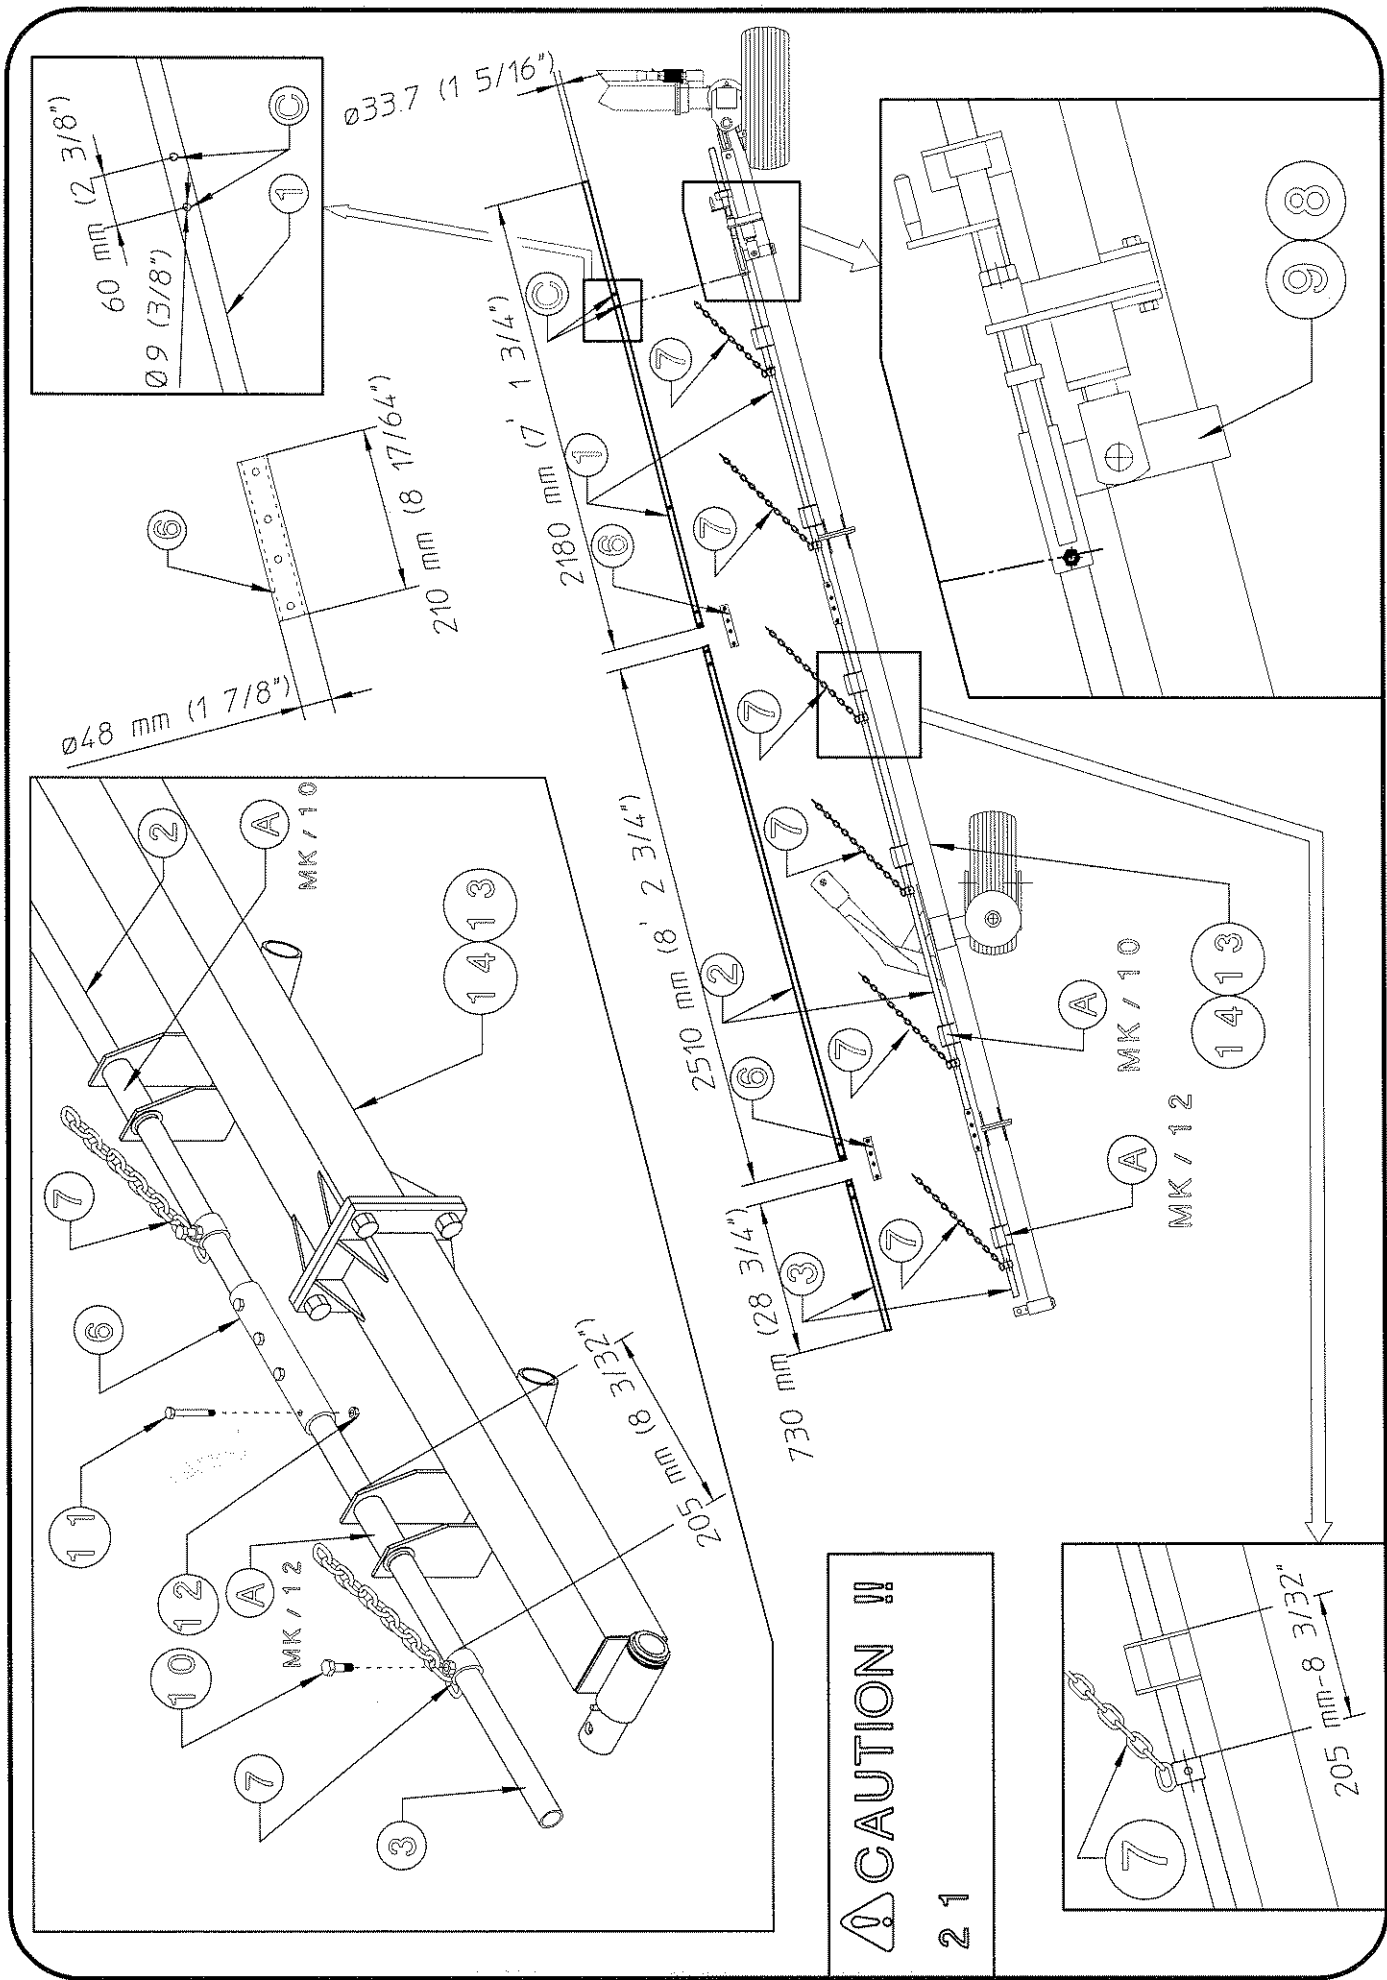 7
3
7
10
12
A
MK/12
11
6
7
A
MK/10
2
14
13
205 mm (8 3/32")
Ø48 mm (1 7/8")
6
210 mm (8 17/64")
60 mm (2 3/8")
Ø9 (3/8")
1
C
Ø33.7 (1 5/16")
730 mm (28 3/4")
2510 mm (8' 2 3/4")
2180 mm (7' 1 3/4")
3
6
2
6
1
C
7
7
7
7
7
7
A
MK/12
A
MK/10
14
13
9
8
⚠ CAUTION !!
21
7
205 mm-8 3/32"